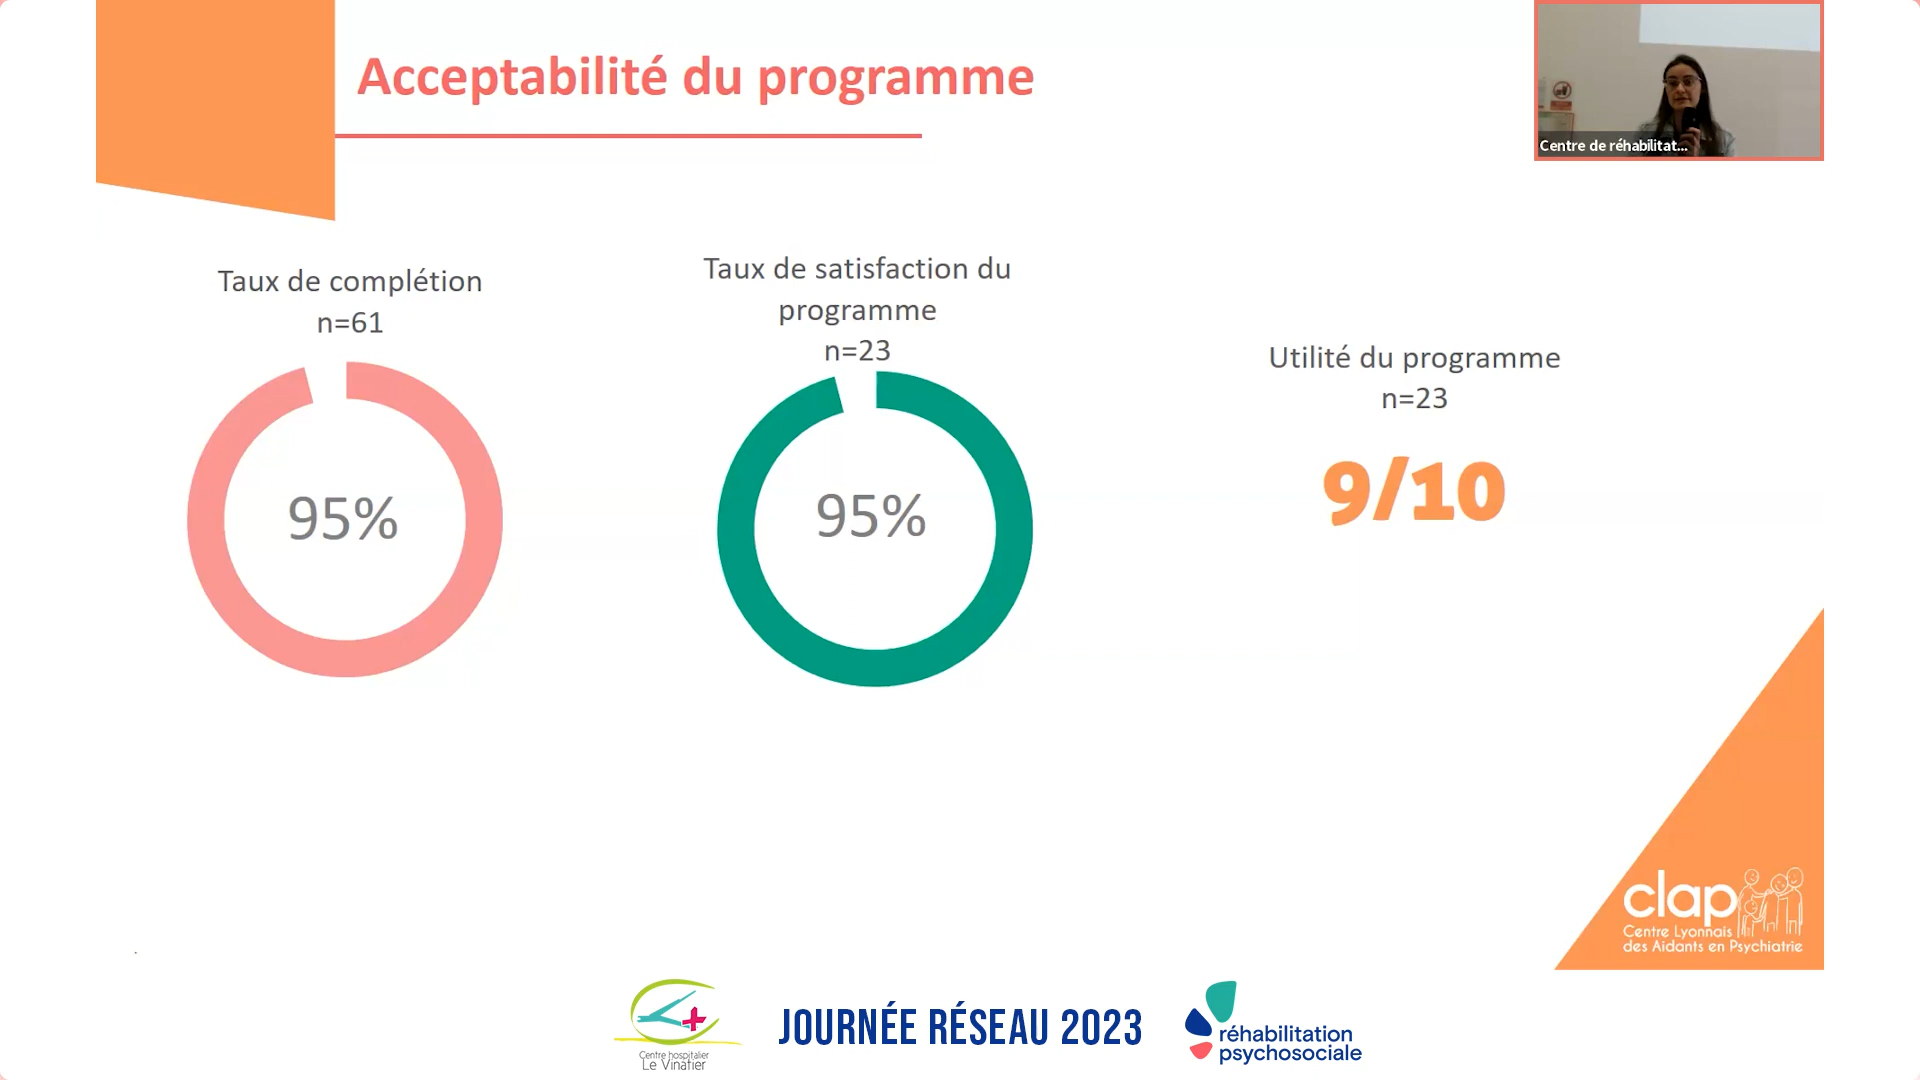 Acceptabilité du programme
Centre de réhabilitat...
Taux de complétion
n=61
95%
Taux de satisfaction du
programme
n=23
95%
Utilité du programme
n=23
9/10
clap
Centre Lyonnais
des Aidants en Psychiatrie
Centre hospitalier
Le Vinatier
JOURNÉE RÉSEAU 2023
réhabilitation
psychosociale